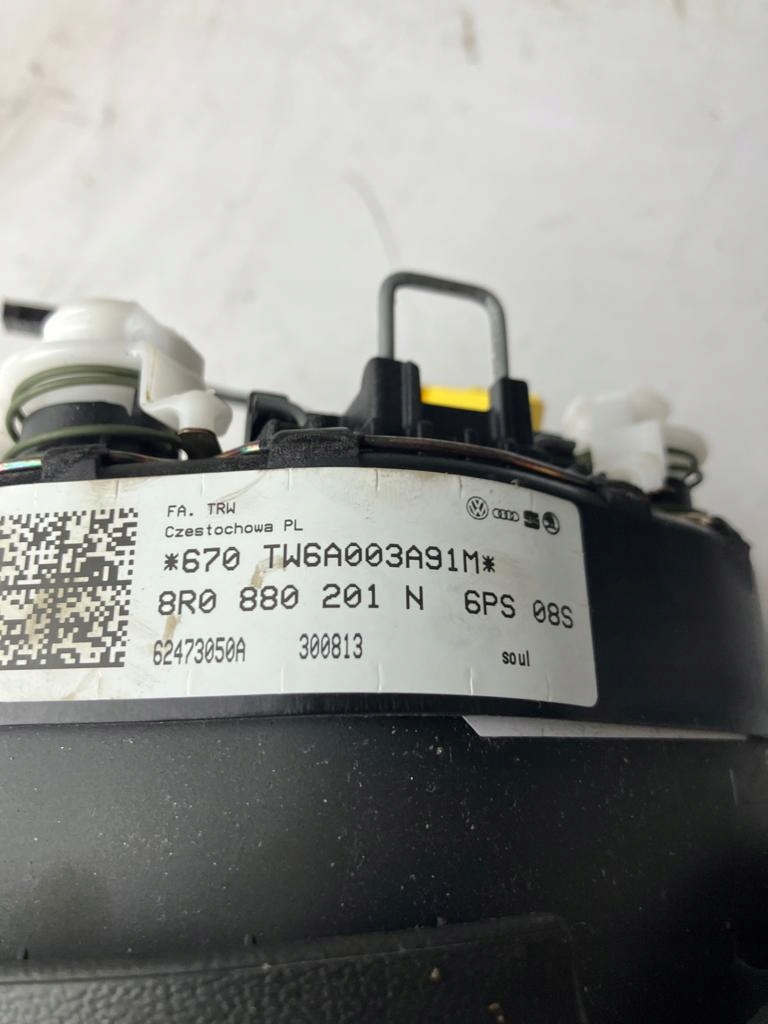 FA. TRW
Czestochowa PL
*670 TW6A003A91M*
8R0 880 201 N 6PS 08S
62473050A 300813 soul